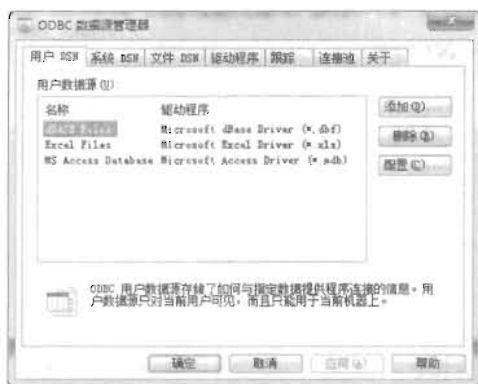 ODBC 数据源管理器
用户 DSN 系统 DSN 文件 DSN 驱动程序 跟踪 连接池 关于
用户数据源(U)
名称 驱动程序
dBASE Files Microsoft dBase Driver (*.dbf)
Excel Files Microsoft Excel Driver (*.xls)
MS Access Database Microsoft Access Driver (*.mdb)
添加(D)...
删除(R)
配置(C)...
ODBC 用户数据源存储了如何与指定数据提供程序连接的信息。用
户数据源只对当前用户可见,而且只能用于当前机器上。
确定 取消 应用(A) 帮助